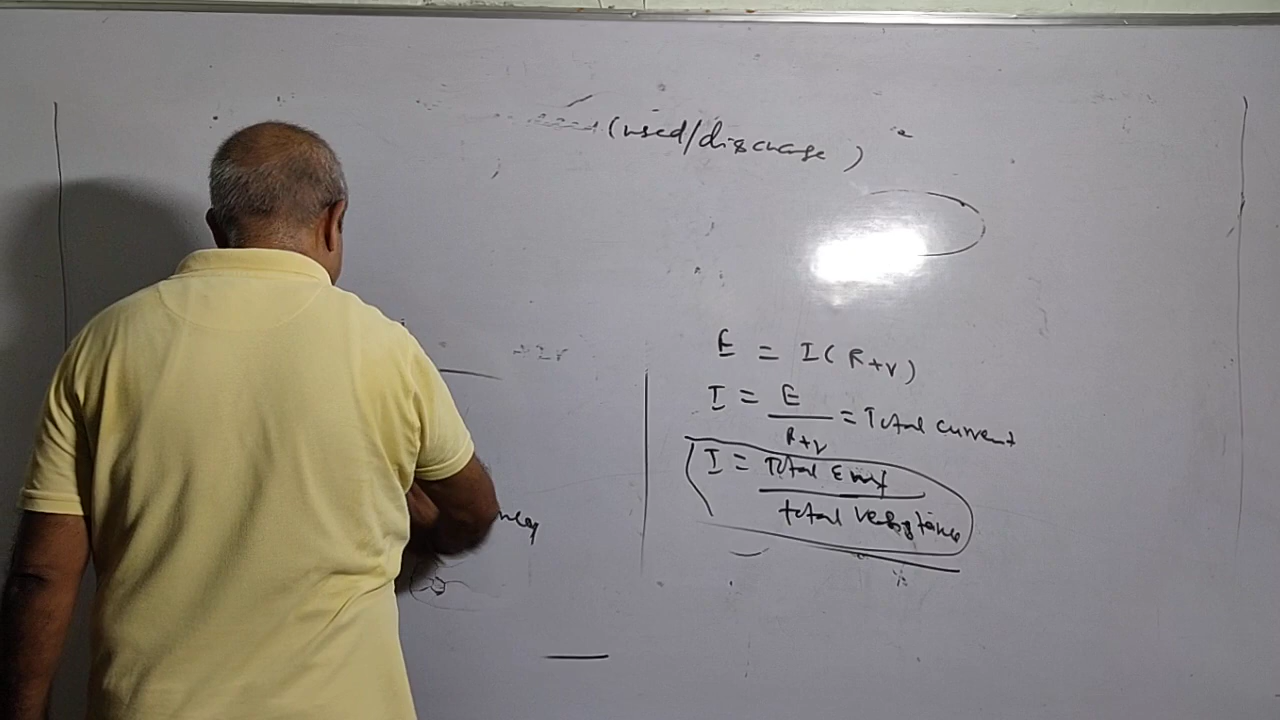 (used/discharge)
E = I(R+r)
I = E / R+r = Total current
I = Total Emf / total resistance